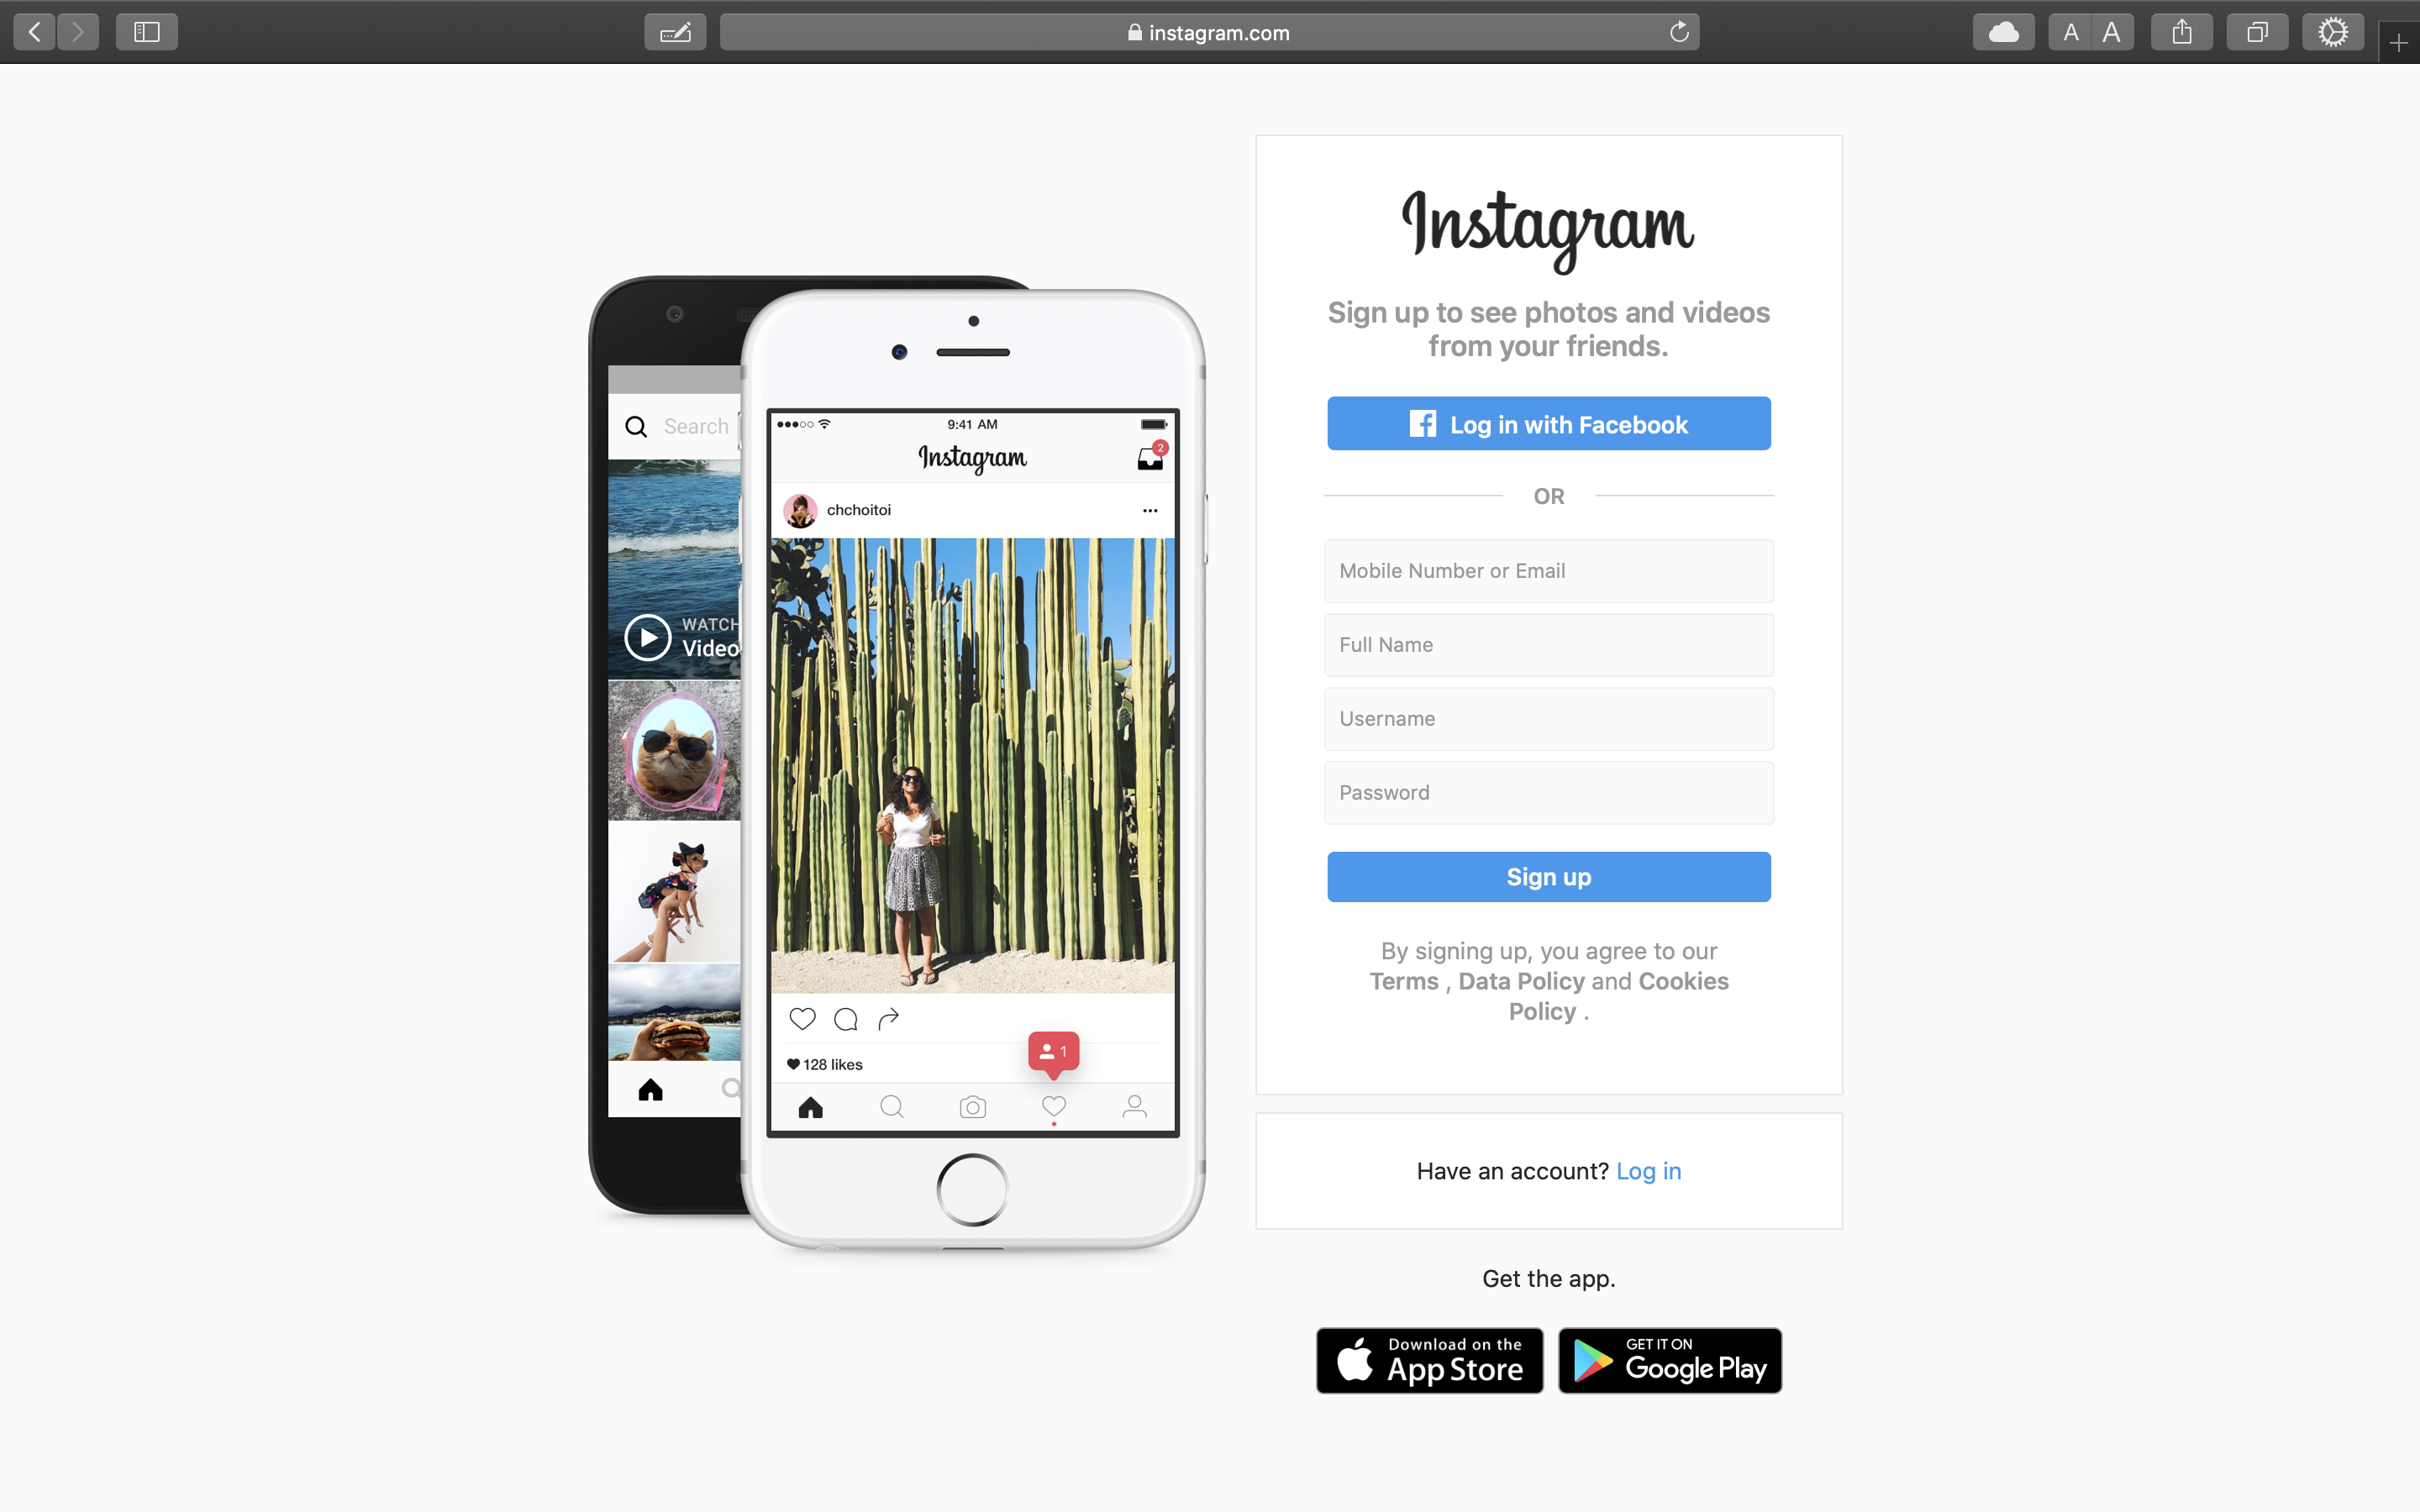 instagram.com
A A
Search
WATCH
Video
9:41 AM
Instagram
2
chchoitoi
128 likes
1
Instagram
Sign up to see photos and videos
from your friends.
Log in with Facebook
OR
Mobile Number or Email
Full Name
Username
Password
Sign up
By signing up, you agree to our
Terms , Data Policy and Cookies
Policy .
Have an account? Log in
Get the app.
Download on the
App Store
GET IT ON
Google Play